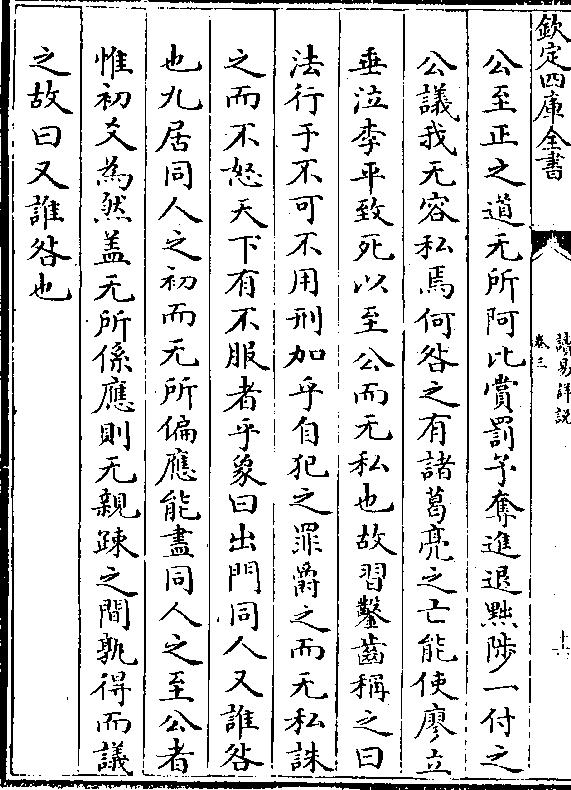 欽定四庫全書
讀易詳說
卷三
公至正之道无所阿比賞罰予奪進退黜陟一付之
公議我无容私焉何咎之有諸葛亮之亡能使廖立
垂泣李平致死以至公而无私也故習鑿齒稱之曰
法行于不可不用刑加乎自犯之罪爵之而无私誅
之而不怒天下有不服者乎象曰出門同人又誰咎
也九居同人之初而无所偏應能盡同人之至公者
惟初爻為然盖无所係應則无親踈之間孰得而議
之故曰又誰咎也